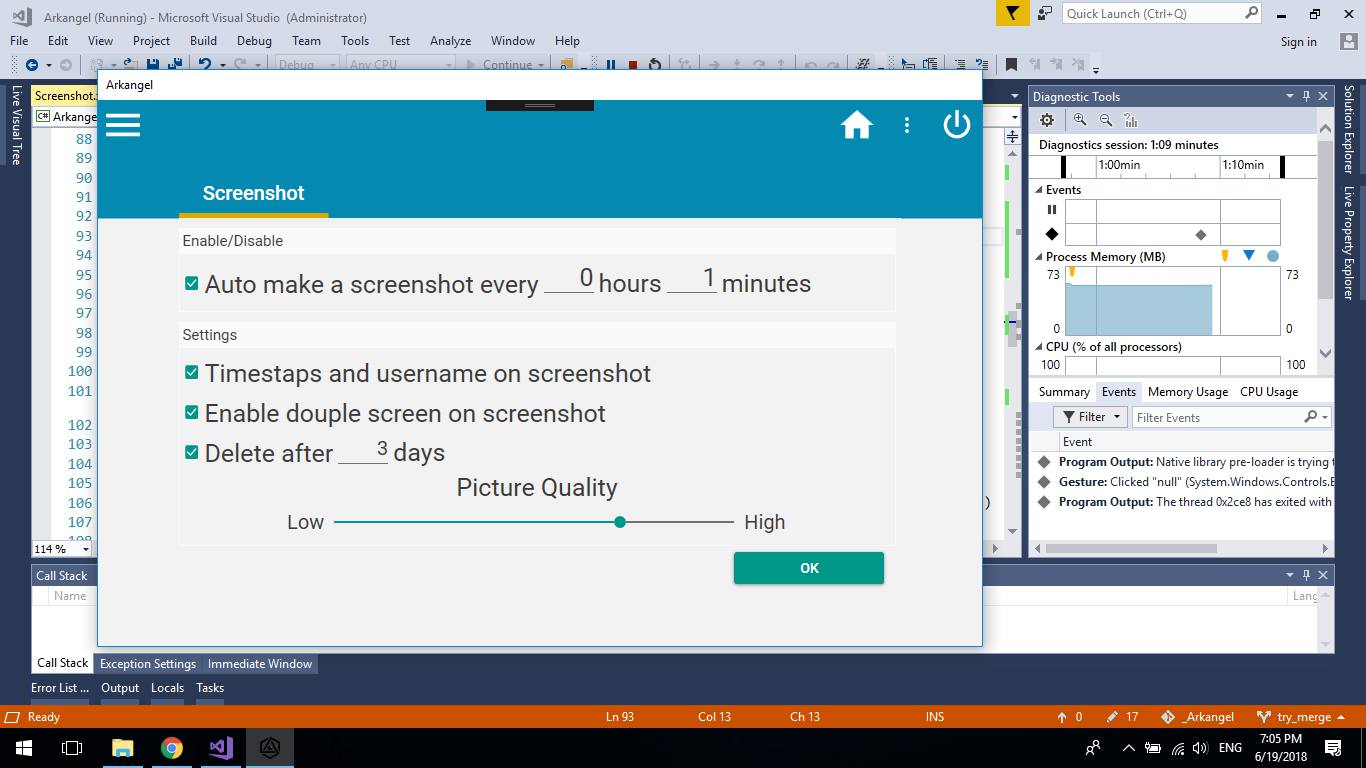 Arkangel (Running) - Microsoft Visual Studio (Administrator)
Quick Launch (Ctrl+Q)
File Edit View Project Build Debug Team Tools Test Analyze Window Help
Sign in
Debug Any CPU Continue
Live Visual Tree
Screenshot.
C# Arkange
88
89
90
91
92
93
94
95
96
97
98
99
100
101
102
103
104
105
106
107
108
)
114 %
Arkangel
Screenshot
Enable/Disable
Auto make a screenshot every 0 hours 1 minutes
Settings
Timestaps and username on screenshot
Enable douple screen on screenshot
Delete after 3 days
Picture Quality
Low High
OK
Diagnostic Tools
Diagnostics session: 1:09 minutes
1:00min 1:10min
Events
Process Memory (MB)
73 73
0 0
CPU (% of all processors)
100 100
Summary Events Memory Usage CPU Usage
Filter Filter Events
Event
Program Output: Native library pre-loader is trying t
Gesture: Clicked "null" (System.Windows.Controls.E
Program Output: The thread 0x2ce8 has exited with
Solution Explorer
Live Property Explorer
Call Stack
Name Lang
Call Stack Exception Settings Immediate Window
Error List ... Output Locals Tasks
Ready Ln 93 Col 13 Ch 13 INS 0 17 _Arkangel try_merge
ENG
7:05 PM
6/19/2018